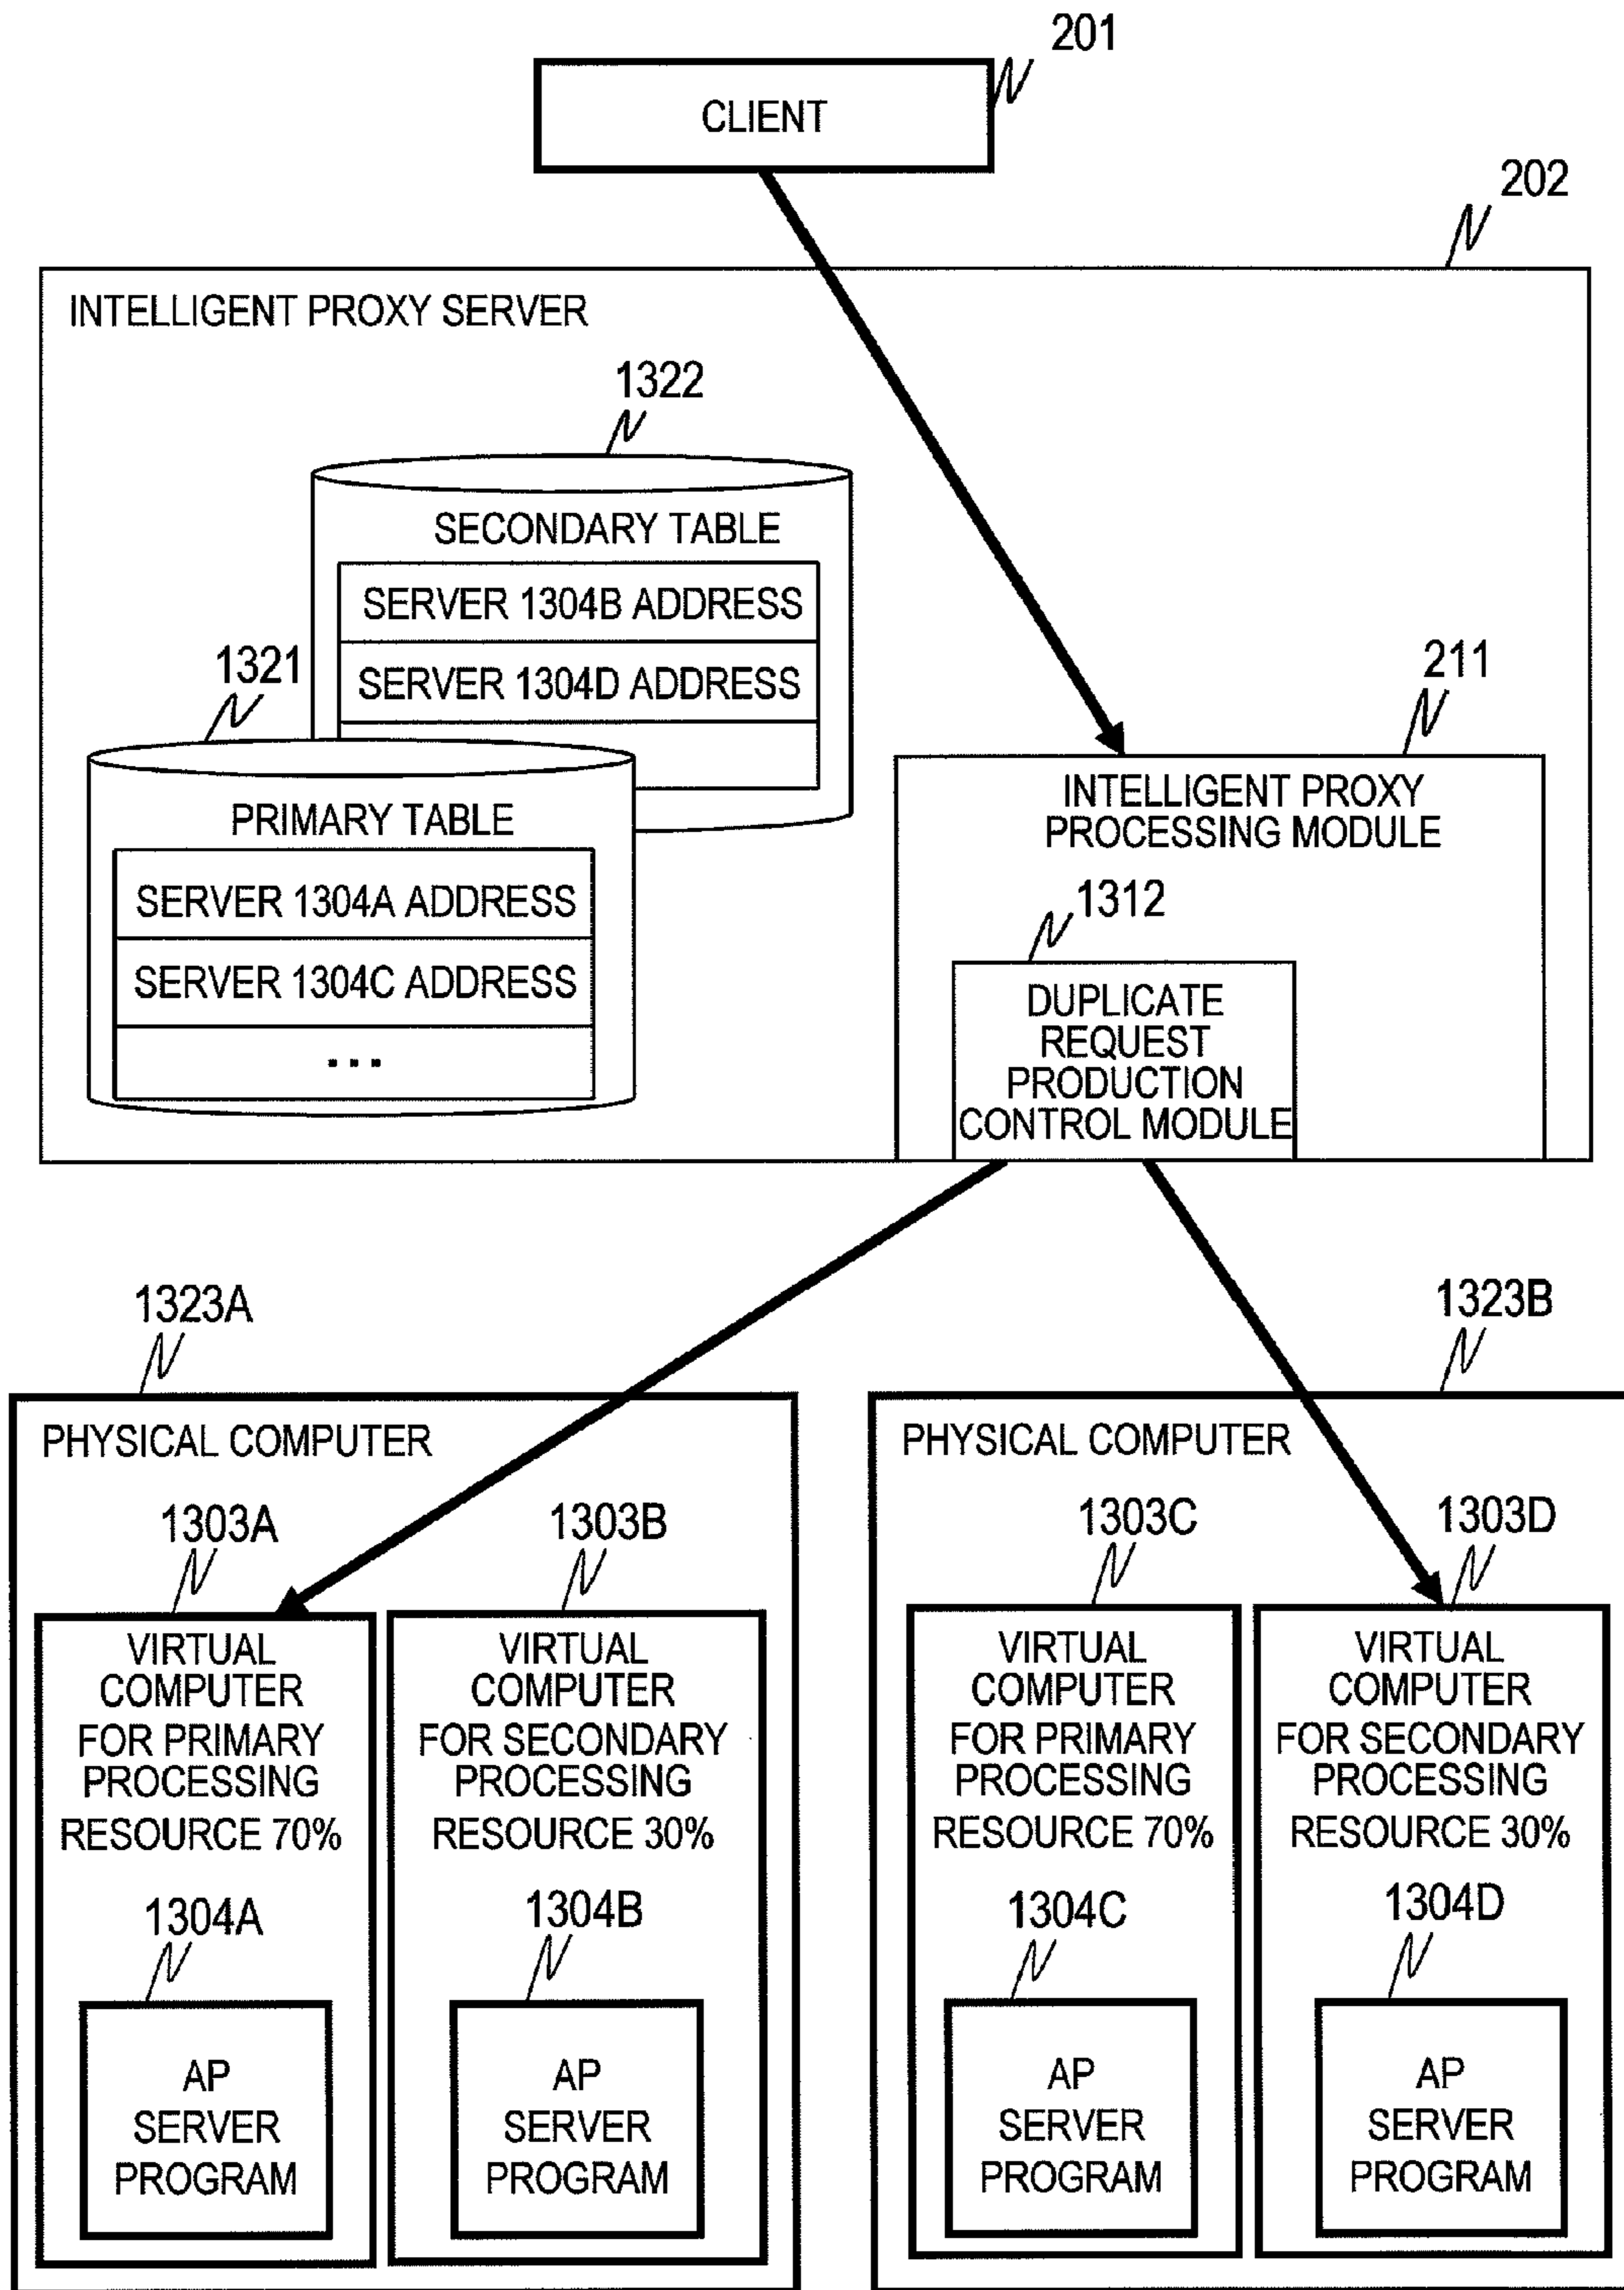 201
CLIENT
202
INTELLIGENT PROXY SERVER
1322
SECONDARY TABLE
SERVER 1304B ADDRESS
SERVER 1304D ADDRESS
1321
PRIMARY TABLE
SERVER 1304A ADDRESS
SERVER 1304C ADDRESS
...
211
INTELLIGENT PROXY
PROCESSING MODULE
1312
DUPLICATE
REQUEST
PRODUCTION
CONTROL MODULE
1323A
PHYSICAL COMPUTER
1303A
VIRTUAL
COMPUTER
FOR PRIMARY
PROCESSING
RESOURCE 70%
1304A
AP
SERVER
PROGRAM
1303B
VIRTUAL
COMPUTER
FOR SECONDARY
PROCESSING
RESOURCE 30%
1304B
AP
SERVER
PROGRAM
1323B
PHYSICAL COMPUTER
1303C
VIRTUAL
COMPUTER
FOR PRIMARY
PROCESSING
RESOURCE 70%
1304C
AP
SERVER
PROGRAM
1303D
VIRTUAL
COMPUTER
FOR SECONDARY
PROCESSING
RESOURCE 30%
1304D
AP
SERVER
PROGRAM